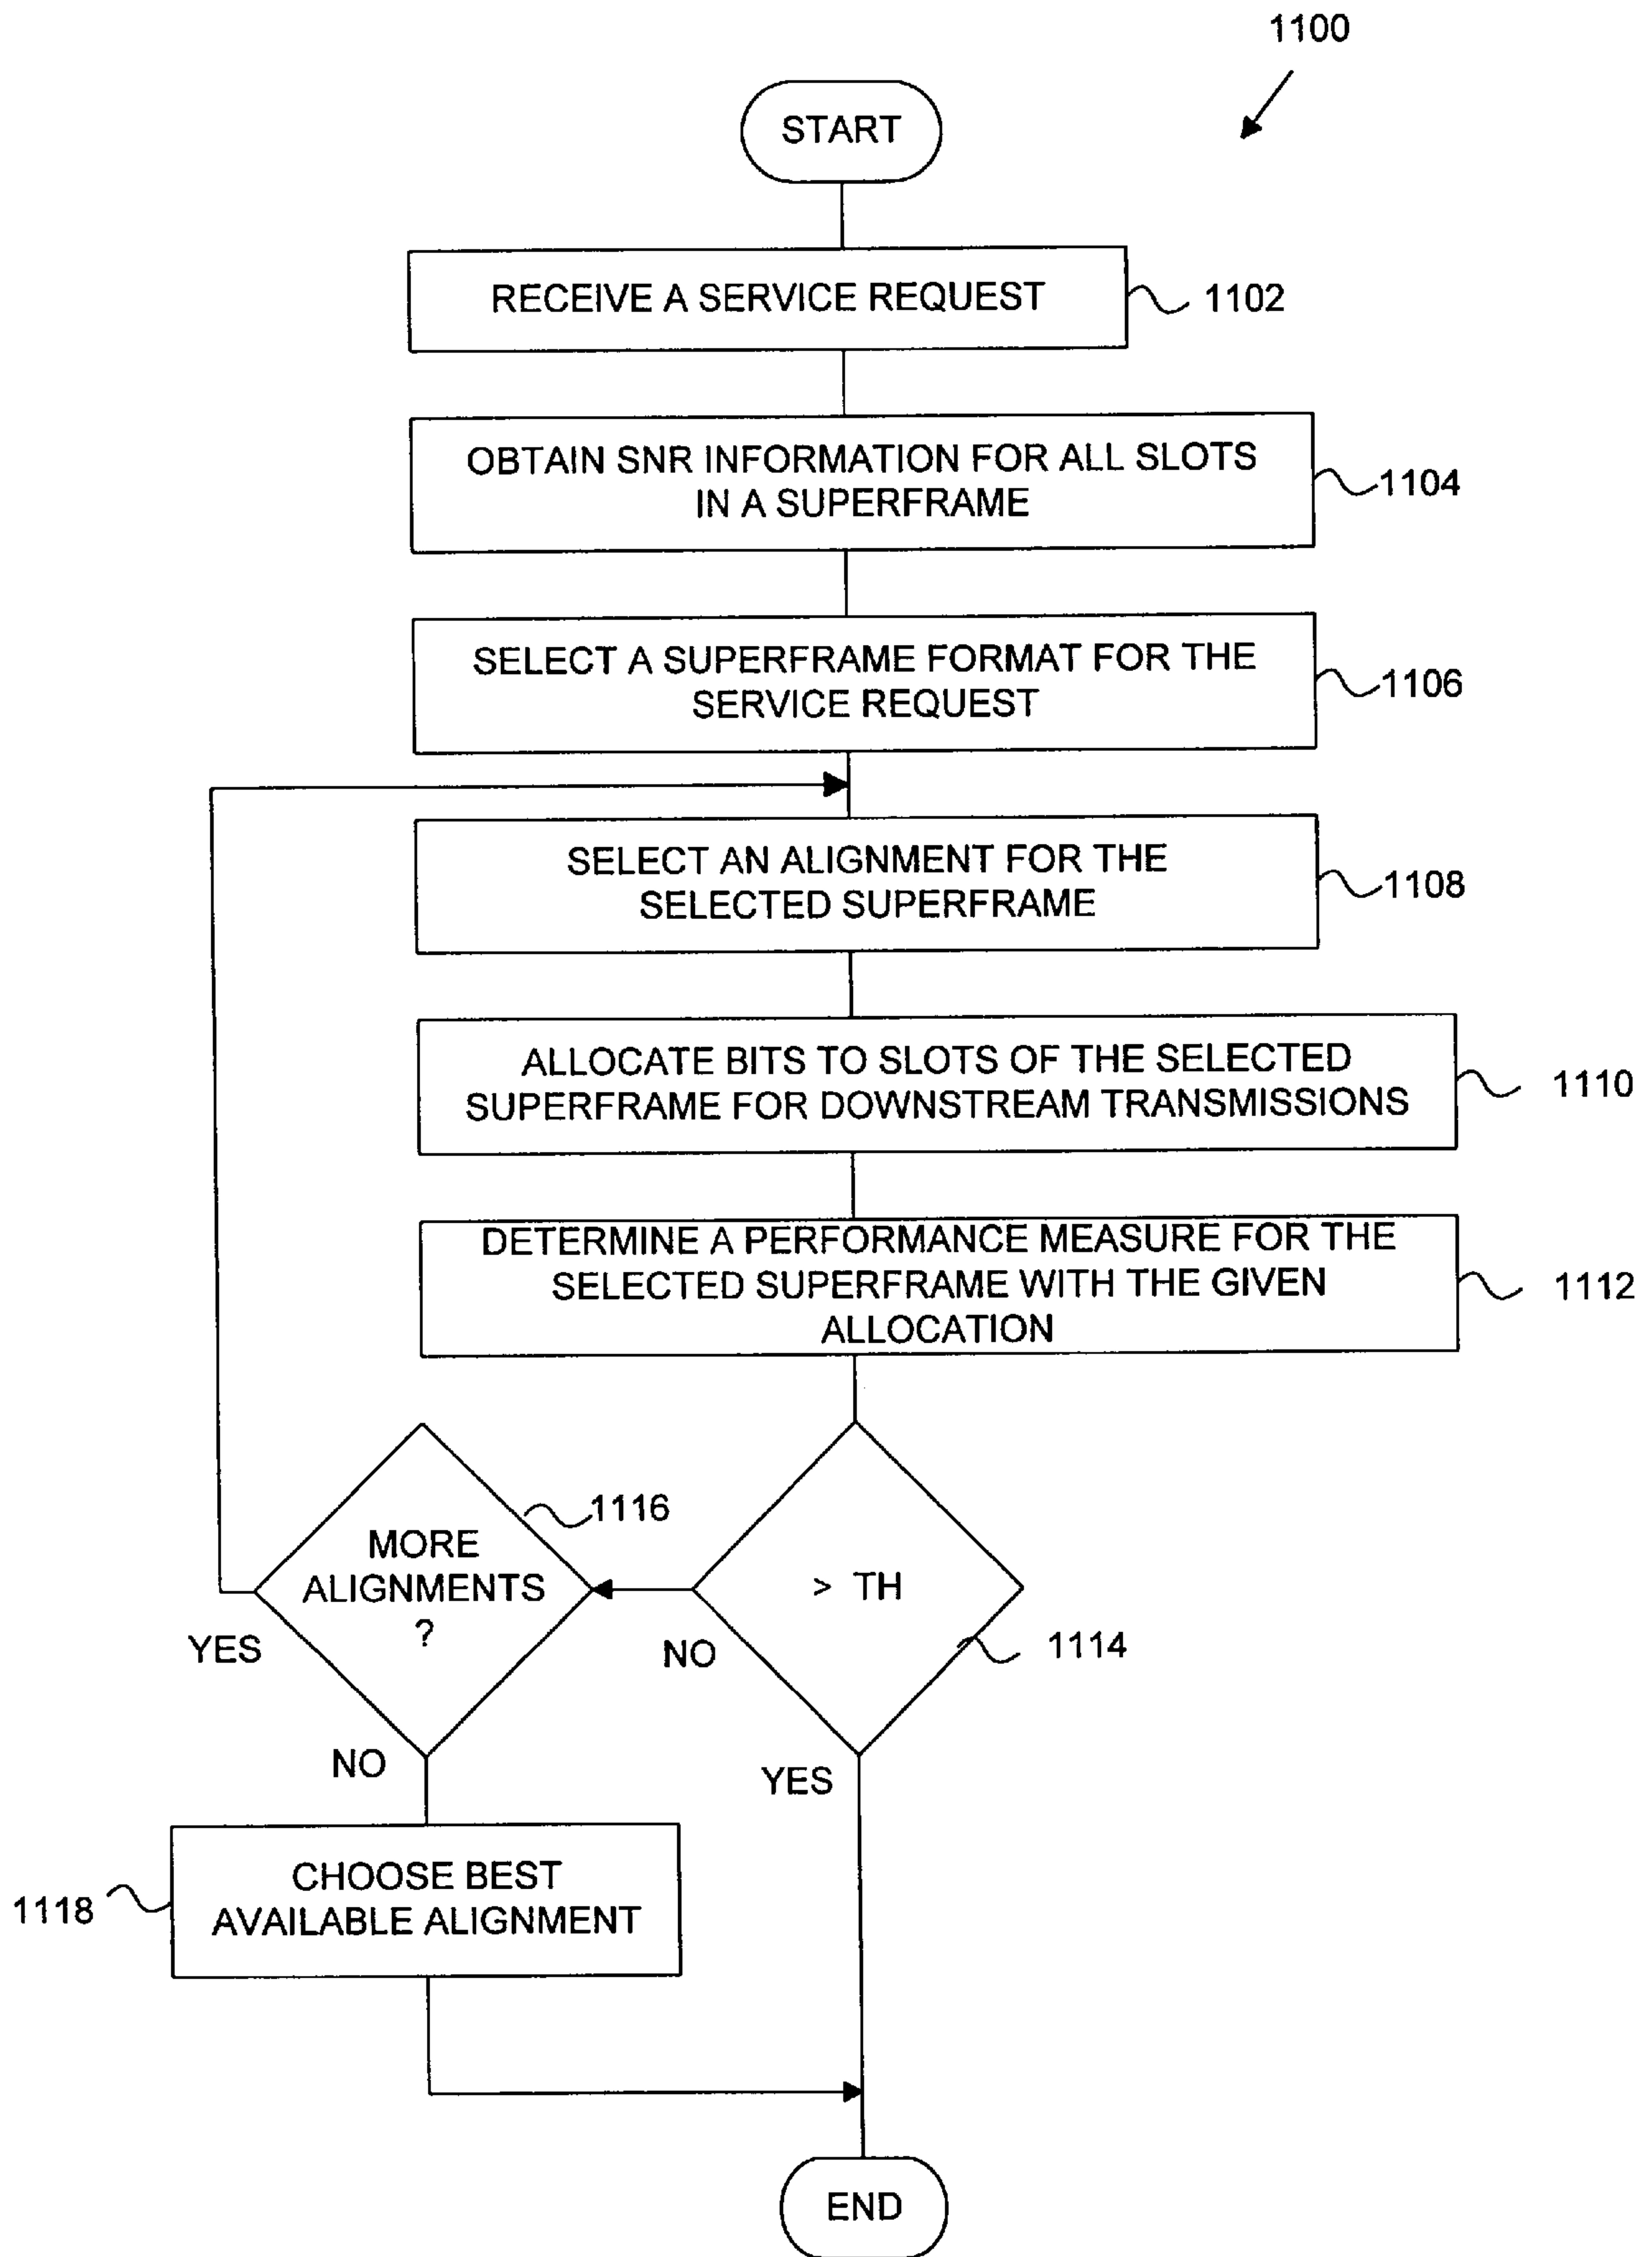 1100
START
RECEIVE A SERVICE REQUEST
1102
OBTAIN SNR INFORMATION FOR ALL SLOTS
IN A SUPERFRAME
1104
SELECT A SUPERFRAME FORMAT FOR THE
SERVICE REQUEST
1106
SELECT AN ALIGNMENT FOR THE
SELECTED SUPERFRAME
1108
ALLOCATE BITS TO SLOTS OF THE SELECTED
SUPERFRAME FOR DOWNSTREAM TRANSMISSIONS
1110
DETERMINE A PERFORMANCE MEASURE FOR THE
SELECTED SUPERFRAME WITH THE GIVEN
ALLOCATION
1112
1116
MORE
ALIGNMENTS
?
> TH
1114
YES
NO
NO
YES
CHOOSE BEST
AVAILABLE ALIGNMENT
1118
END